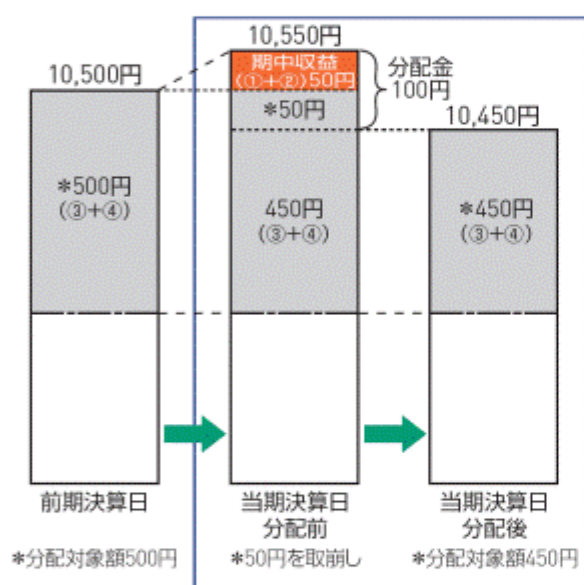 10,500円
*500円
(③+④)
前期決算日
*分配対象額500円
10,550円
期中収益
(①+②)50円
*50円
分配金
100円
450円
(③+④)
当期決算日
分配前
*50円を取崩し
10,450円
*450円
(③+④)
当期決算日
分配後
*分配対象額450円